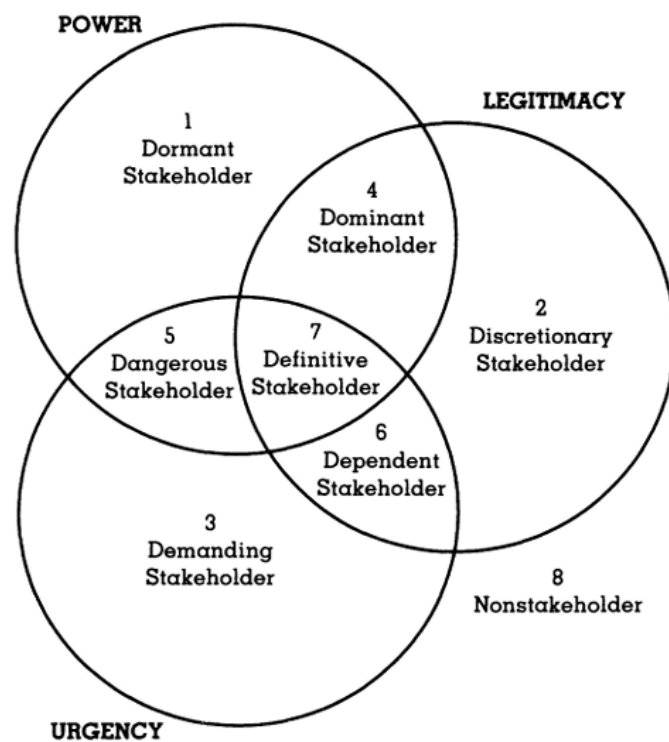 POWER
LEGITIMACY
1
Dormant
Stakeholder
4
Dominant
Stakeholder
2
Discretionary
Stakeholder
5
Dangerous
Stakeholder
7
Definitive
Stakeholder
6
Dependent
Stakeholder
3
Demanding
Stakeholder
8
Nonstakeholder
URGENCY